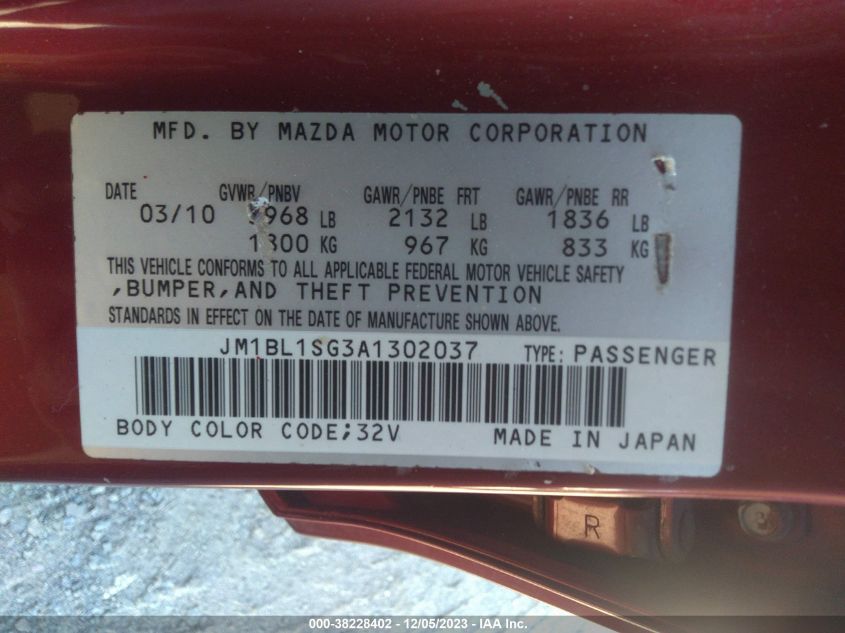 MFD. BY MAZDA MOTOR CORPORATION
DATE GVWR/PNBV GAWR/PNBE FRT GAWR/PNBE RR
03/10 LB 2132 LB 1836 LB
1800 KG 967 KG 833 KG
THIS VEHICLE CONFORMS TO ALL APPLICABLE FEDERAL MOTOR VEHICLE SAFETY
,BUMPER,AND THEFT PREVENTION
STANDARDS IN EFFECT ON THE DATE OF MANUFACTURE SHOWN ABOVE.
JM1BL1SG3A1302037 TYPE: PASSENGER
BODY COLOR CODE;32V MADE IN JAPAN
R
000-38228402 - 12/05/2023 - IAA Inc.